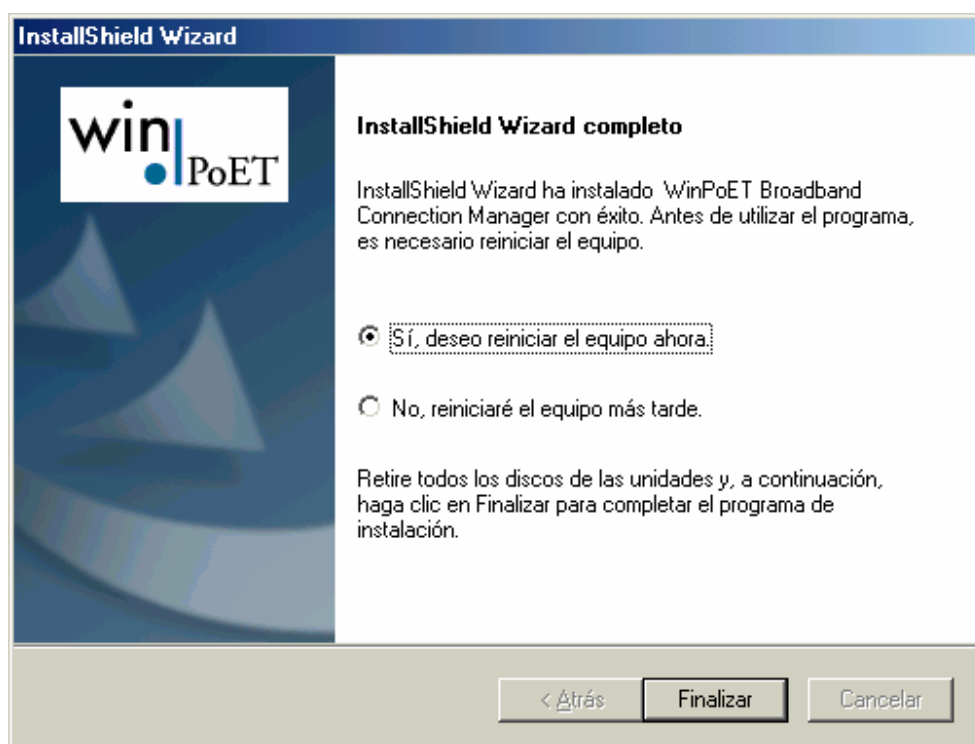 InstallShield Wizard
win
PoET
InstallShield Wizard completo
InstallShield Wizard ha instalado WinPoET Broadband
Connection Manager con éxito. Antes de utilizar el programa,
es necesario reiniciar el equipo.
Sí, deseo reiniciar el equipo ahora.
No, reiniciaré el equipo más tarde.
Retire todos los discos de las unidades y, a continuación,
haga clic en Finalizar para completar el programa de
instalación.
< Atrás
Finalizar
Cancelar